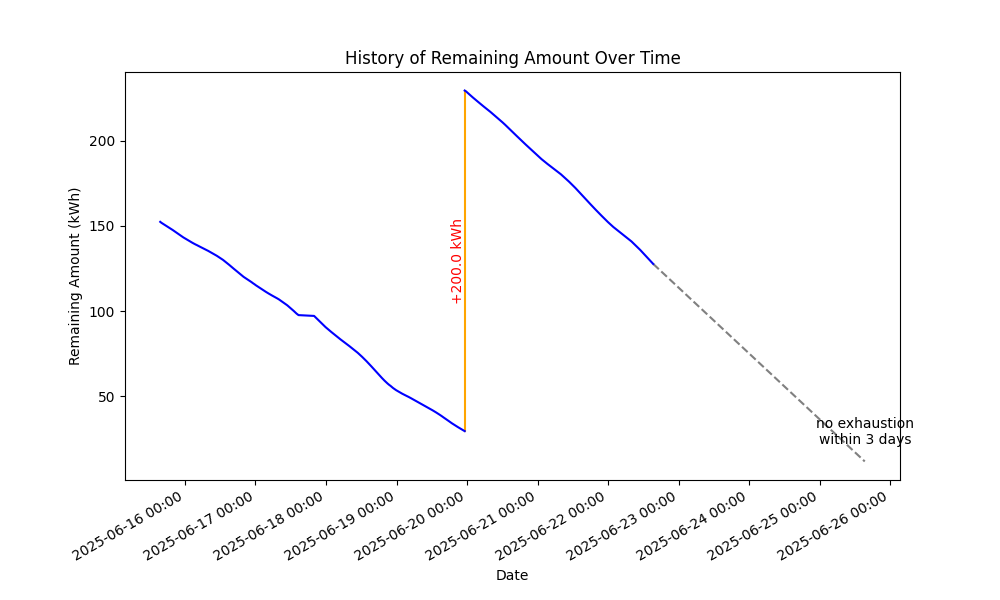 History of Remaining Amount Over Time
Remaining Amount (kWh)
200
150
100
50
+200.0 kWh
no exhaustion
within 3 days
2025-06-16 00:00
2025-06-17 00:00
2025-06-18 00:00
2025-06-19 00:00
2025-06-20 00:00
2025-06-21 00:00
2025-06-22 00:00
2025-06-23 00:00
2025-06-24 00:00
2025-06-25 00:00
2025-06-26 00:00
Date